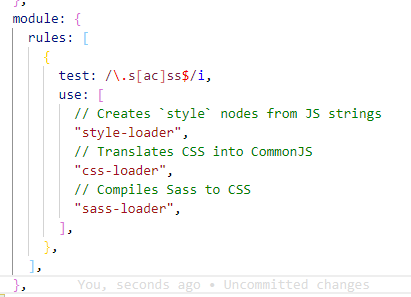 },
module: {
rules: [
{
test: /\.s[ac]ss$/i,
use: [
// Creates `style` nodes from JS strings
"style-loader",
// Translates CSS into CommonJS
"css-loader",
// Compiles Sass to CSS
"sass-loader",
],
},
],
}, You, seconds ago • Uncommitted changes